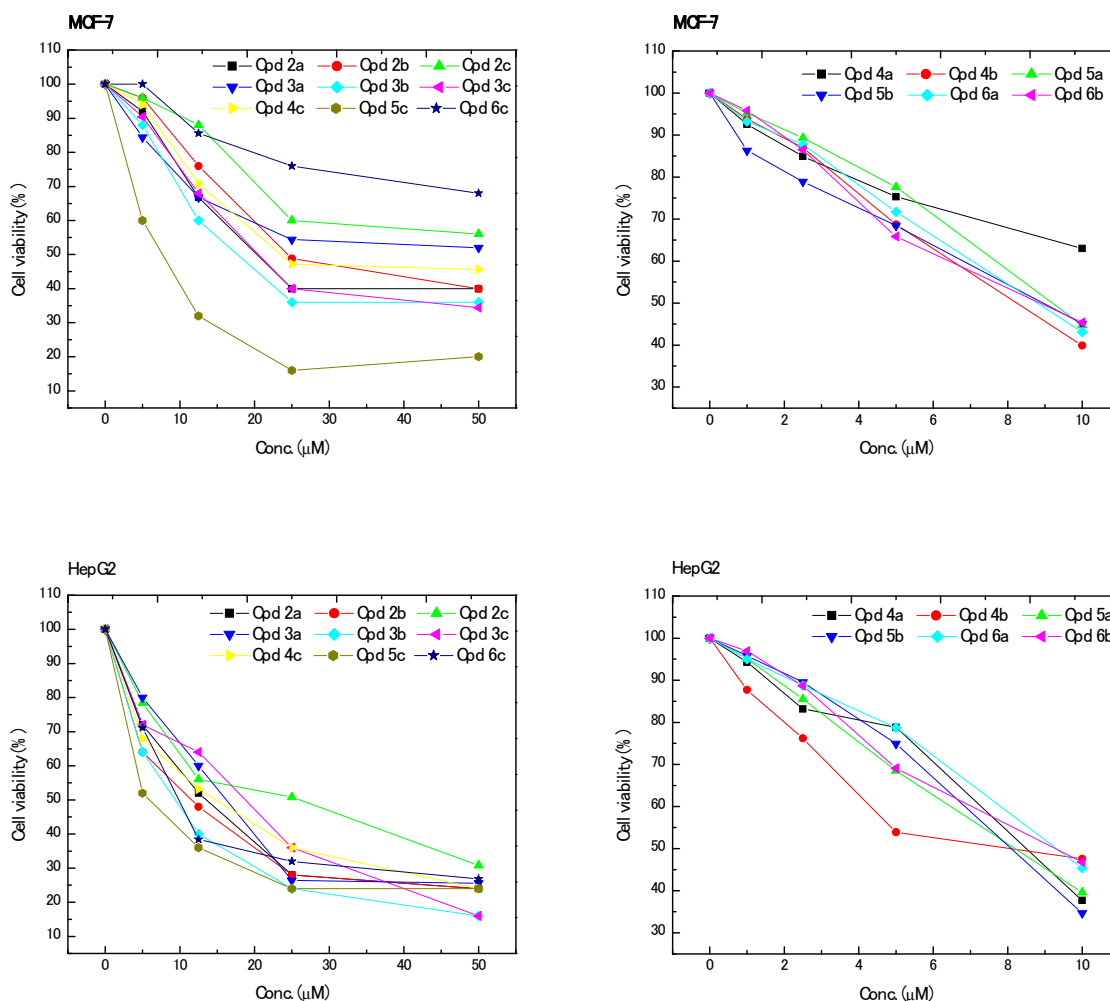 MCF-7
110
100
90
80
70
60
50
40
30
20
10
Cell viability (%)
Cpd 2a Cpd 2b Cpd 2c
Cpd 3a Cpd 3b Cpd 3c
Cpd 4c Cpd 5c Cpd 6c
0 10 20 30 40 50
Conc. (μM)
MCF-7
110
100
90
80
70
60
50
40
30
Cell viability (%)
Cpd 4a Cpd 4b Cpd 5a
Cpd 5b Cpd 6a Cpd 6b
0 2 4 6 8 10
Conc. (μM)
HepG2
110
100
90
80
70
60
50
40
30
20
10
Cell viability (%)
Cpd 2a Cpd 2b Cpd 2c
Cpd 3a Cpd 3b Cpd 3c
Cpd 4c Cpd 5c Cpd 6c
0 10 20 30 40 50
Conc. (μM)
HepG2
110
100
90
80
70
60
50
40
30
Cell viability (%)
Cpd 4a Cpd 4b Cpd 5a
Cpd 5b Cpd 6a Cpd 6b
0 2 4 6 8 10
Conc. (μM)